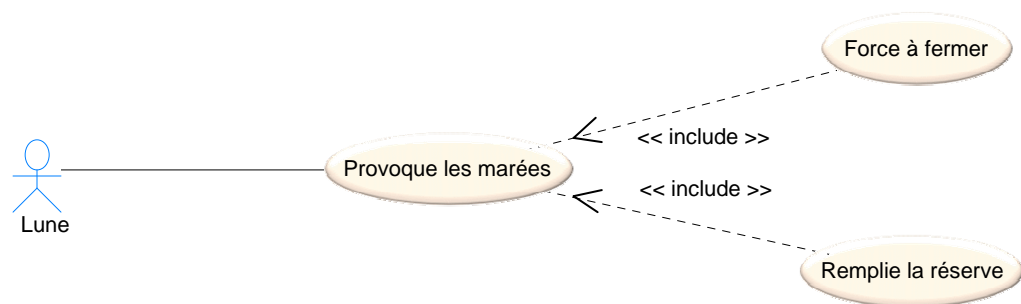 Force à fermer
<< include >>
Provoque les marées
<< include >>
Lune
Remplie la réserve